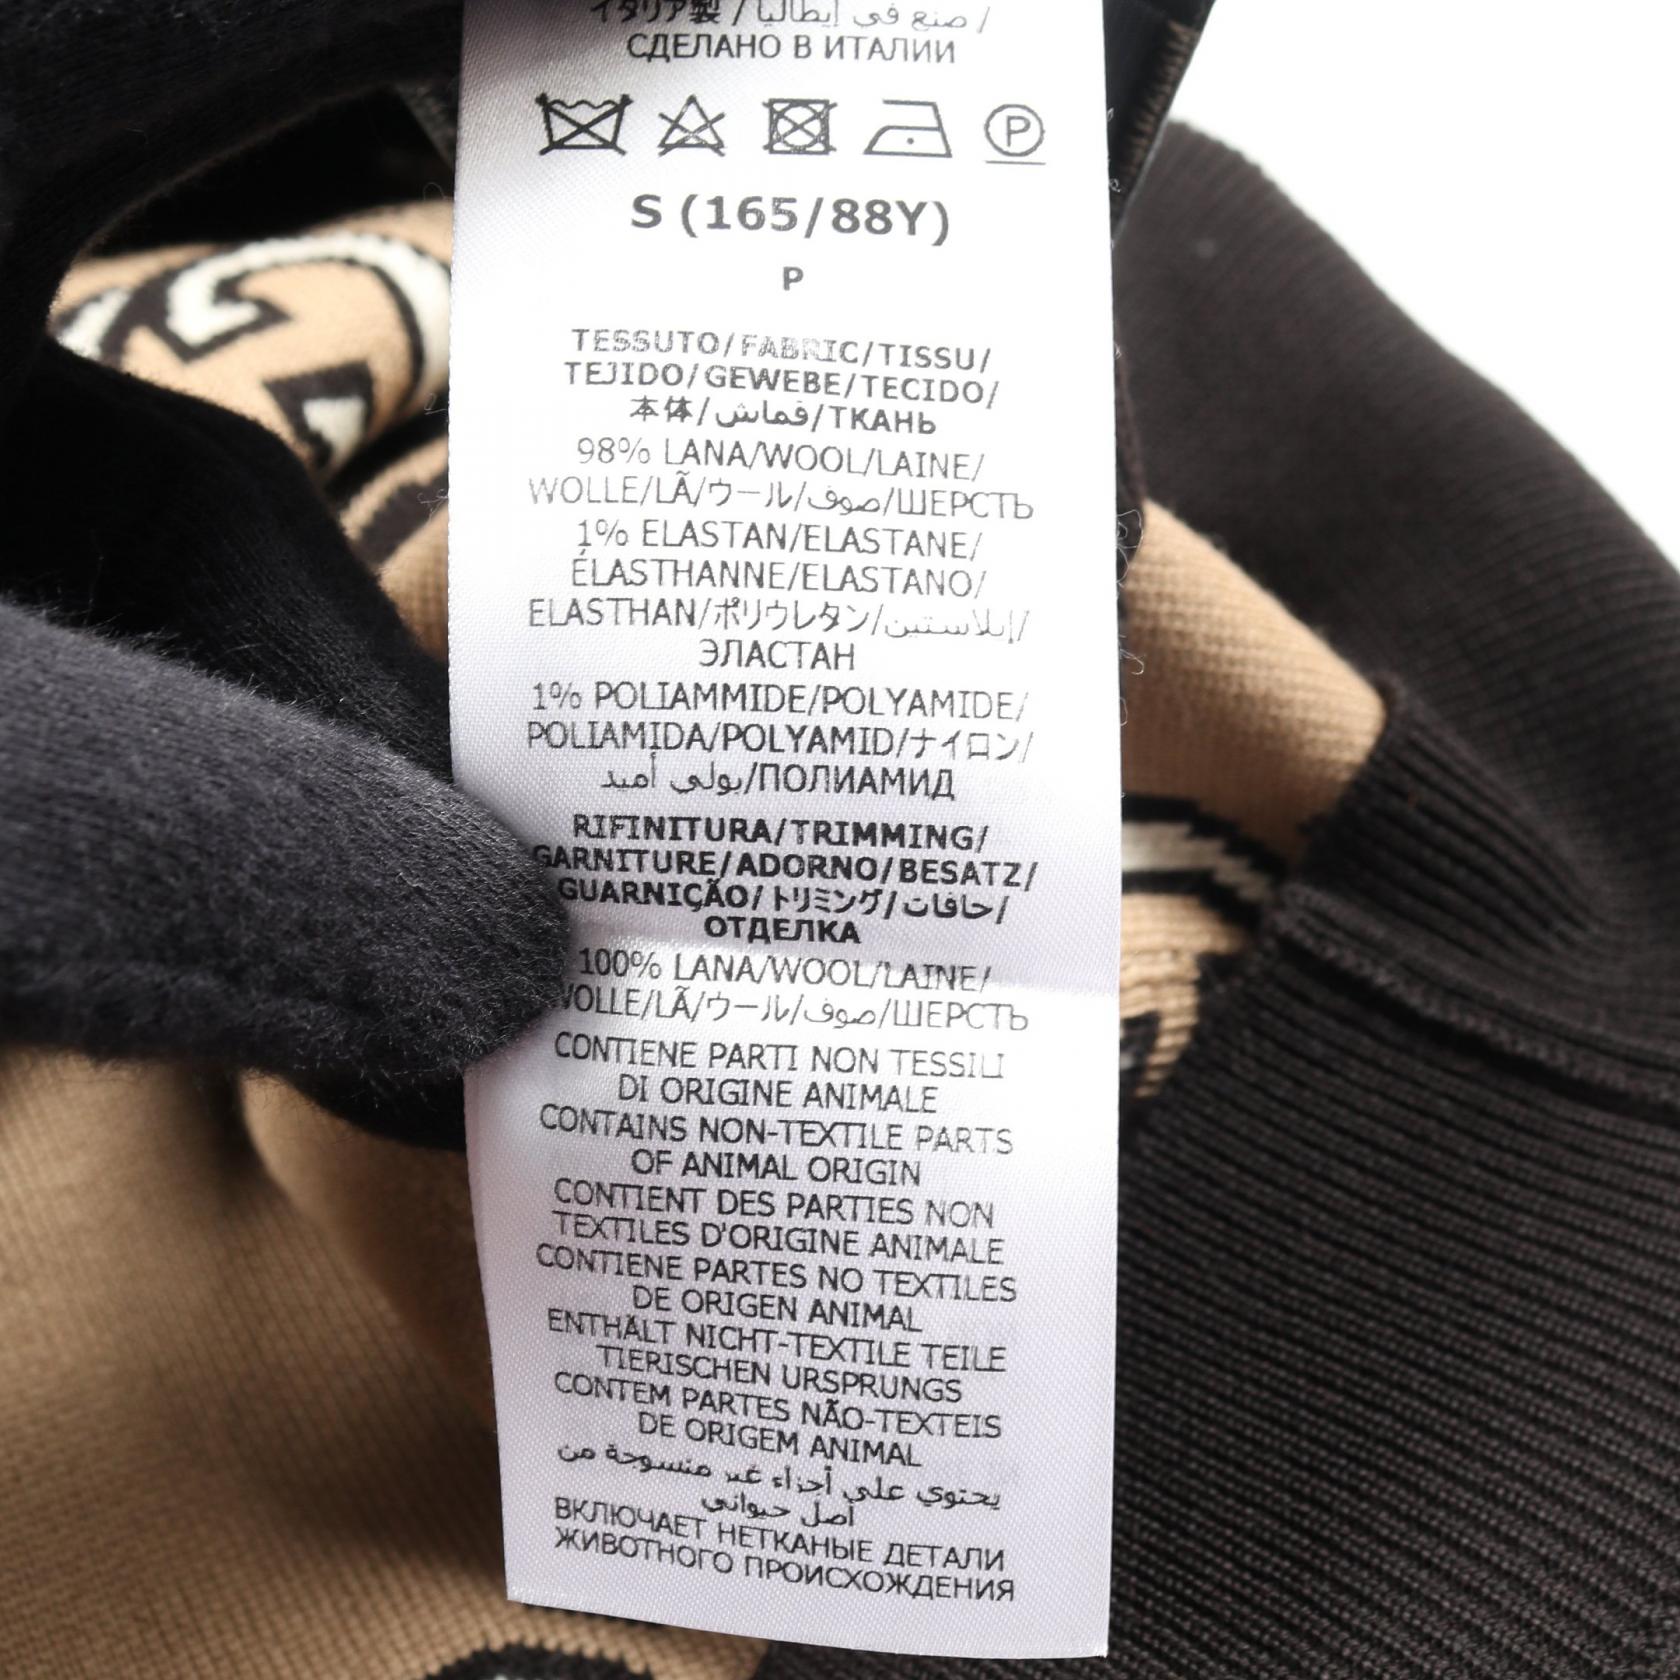 イタリア製 / صنع في إيطاليا /
СДЕЛАНО В ИТАЛИИ
P
S (165/88Y)
P
TESSUTO/FABRIC/TISSU/
TEJIDO/GEWEBE/TECIDO/
本体/قماش/ТКАНЬ
98% LANA/WOOL/LAINE/
WOLLE/LÃ/ウール/صوف/ШЕРСТЬ
1% ELASTAN/ELASTANE/
ÉLASTHANNE/ELASTANO/
ELASTHAN/ポリウレタン/إيلاستين/
ЭЛАСТАН
1% POLIAMMIDE/POLYAMIDE/
POLIAMIDA/POLYAMID/ナイロン/
بولي أميد/ПОЛИАМИД
RIFINITURA/TRIMMING/
GARNITURE/ADORNO/BESATZ/
GUARNIÇÃO/トリミング/حافات/
ОТДЕЛКА
100% LANA/WOOL/LAINE/
WOLLE/LÃ/ウール/صوف/ШЕРСТЬ
CONTIENE PARTI NON TESSILI
DI ORIGINE ANIMALE
CONTAINS NON-TEXTILE PARTS
OF ANIMAL ORIGIN
CONTIENT DES PARTIES NON
TEXTILES D'ORIGINE ANIMALE
CONTIENE PARTES NO TEXTILES
DE ORIGEN ANIMAL
ENTHÄLT NICHT-TEXTILE TEILE
TIERISCHEN URSPRUNGS
CONTEM PARTES NÃO-TEXTEIS
DE ORIGEM ANIMAL
يحتوي على أجزاء غير منسوجة من
أصل حيواني
ВКЛЮЧАЕТ НЕТКАНЫЕ ДЕТАЛИ
ЖИВОТНОГО ПРОИСХОЖДЕНИЯ